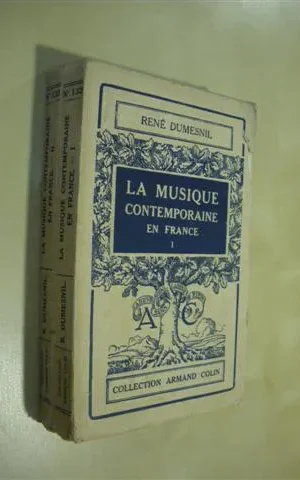 RENÉ DUMESNIL
LA MUSIQUE
CONTEMPORAINE
EN FRANCE
I
A C
COLLECTION ARMAND COLIN
R. DUMESNIL
LA MUSIQUE CONTEMPORAINE
EN FRANCE - I
R. DUMESNIL
LA MUSIQUE CONTEMPORAINE
EN FRANCE - II